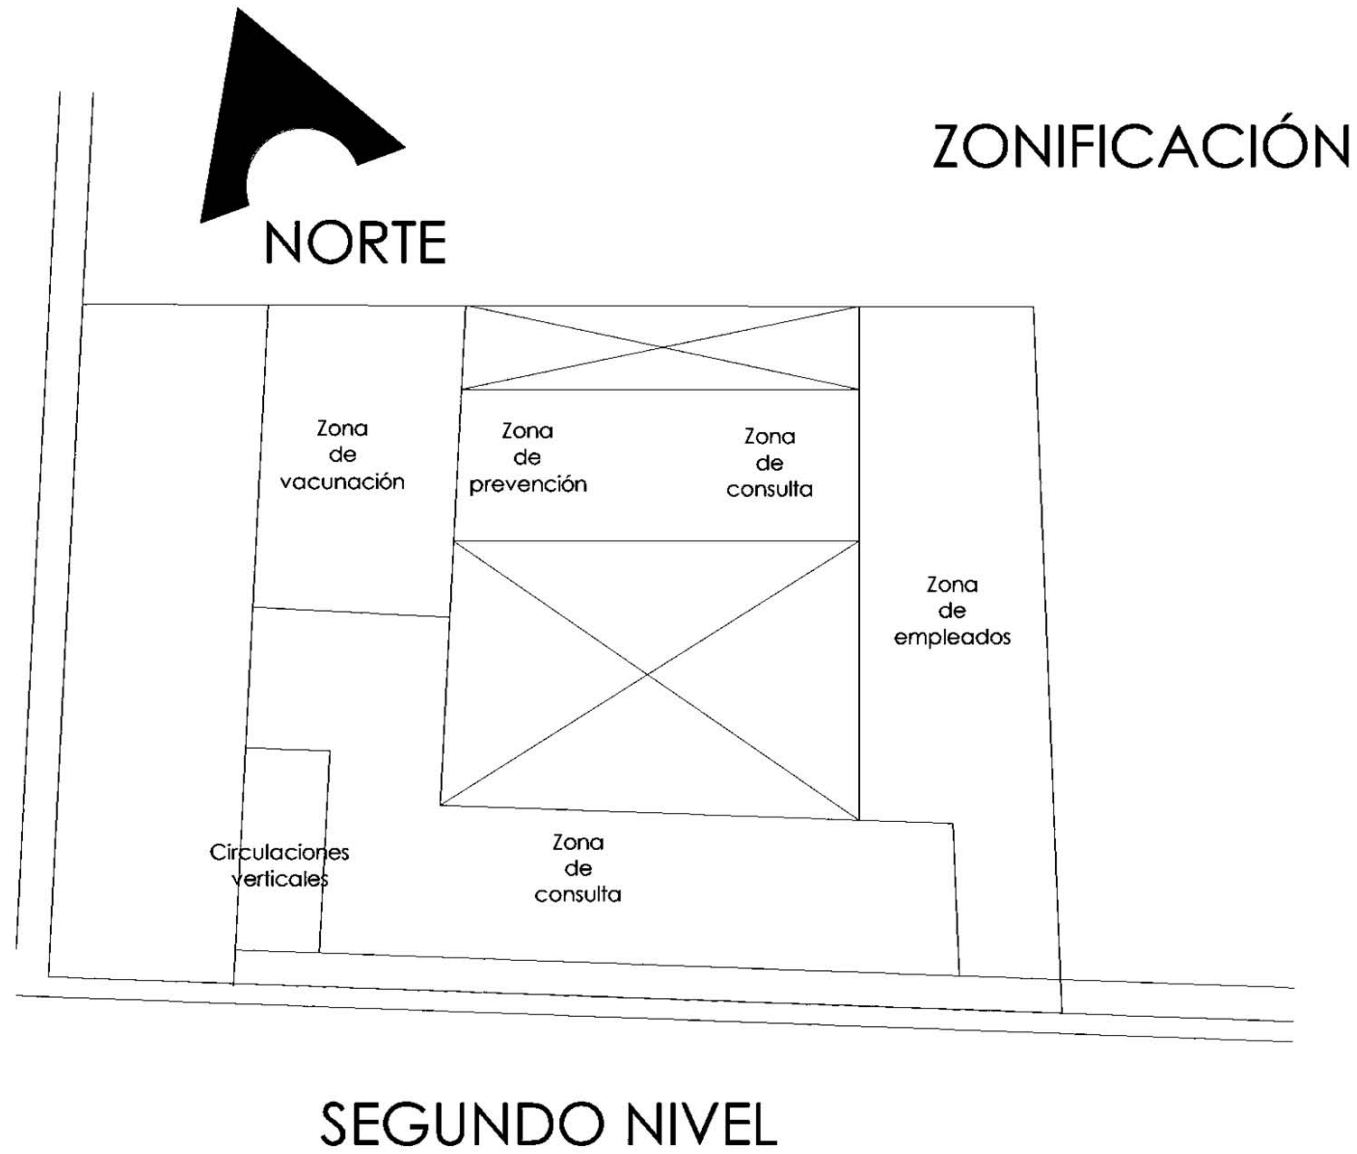 ZONIFICACIÓN
NORTE
Zona
de
vacunación
Zona
de
prevención
Zona
de
consulta
Zona
de
empleados
Circulaciones
verticales
Zona
de
consulta
SEGUNDO NIVEL